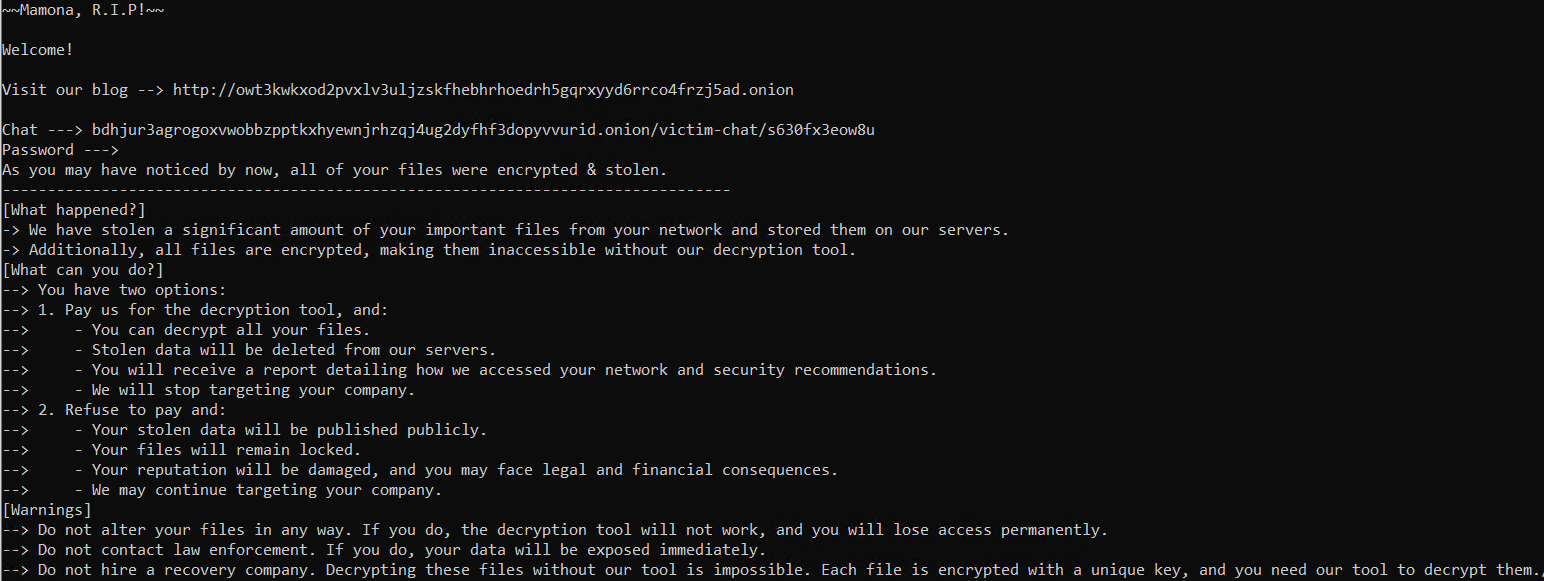 ~~Mamona, R.I.P!~~
Welcome!
Visit our blog --> http://owt3kwkxod2pvxlv3uljzskfhebhrhoedrh5gqrxyyd6rrco4frzj5ad.onion
Chat ---> bdhjur3agrogoxvwobbzpptkxhyewnjrhzqj4ug2dyfhf3dopyvvurid.onion/victim-chat/s630fx3eow8u
Password --->
As you may have noticed by now, all of your files were encrypted & stolen.
---------------------------------------------------------------------------------
[What happened?]
-> We have stolen a significant amount of your important files from your network and stored them on our servers.
-> Additionally, all files are encrypted, making them inaccessible without our decryption tool.
[What can you do?]
--> You have two options:
--> 1. Pay us for the decryption tool, and:
-->     - You can decrypt all your files.
-->     - Stolen data will be deleted from our servers.
-->     - You will receive a report detailing how we accessed your network and security recommendations.
-->     - We will stop targeting your company.
--> 2. Refuse to pay and:
-->     - Your stolen data will be published publicly.
-->     - Your files will remain locked.
-->     - Your reputation will be damaged, and you may face legal and financial consequences.
-->     - We may continue targeting your company.
[Warnings]
--> Do not alter your files in any way. If you do, the decryption tool will not work, and you will lose access permanently.
--> Do not contact law enforcement. If you do, your data will be exposed immediately.
--> Do not hire a recovery company. Decrypting these files without our tool is impossible. Each file is encrypted with a unique key, and you need our tool to decrypt them.